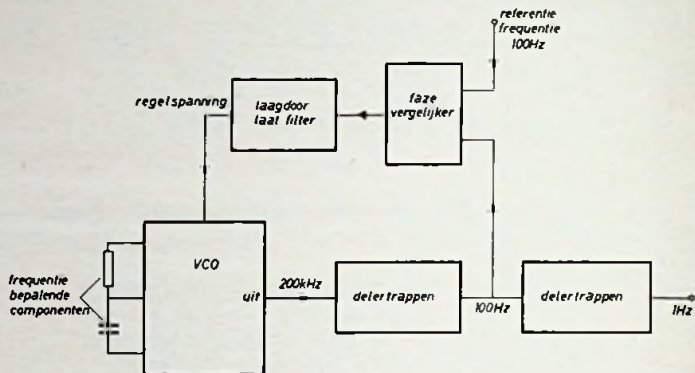 referentie
frequentie
100Hz
regelspanning
laagdoor
laat filter
faze
vergelijker
frequentie
bepalende
componenten
VCO
uit
200kHz
delertrappen
100Hz
delertrappen
1Hz